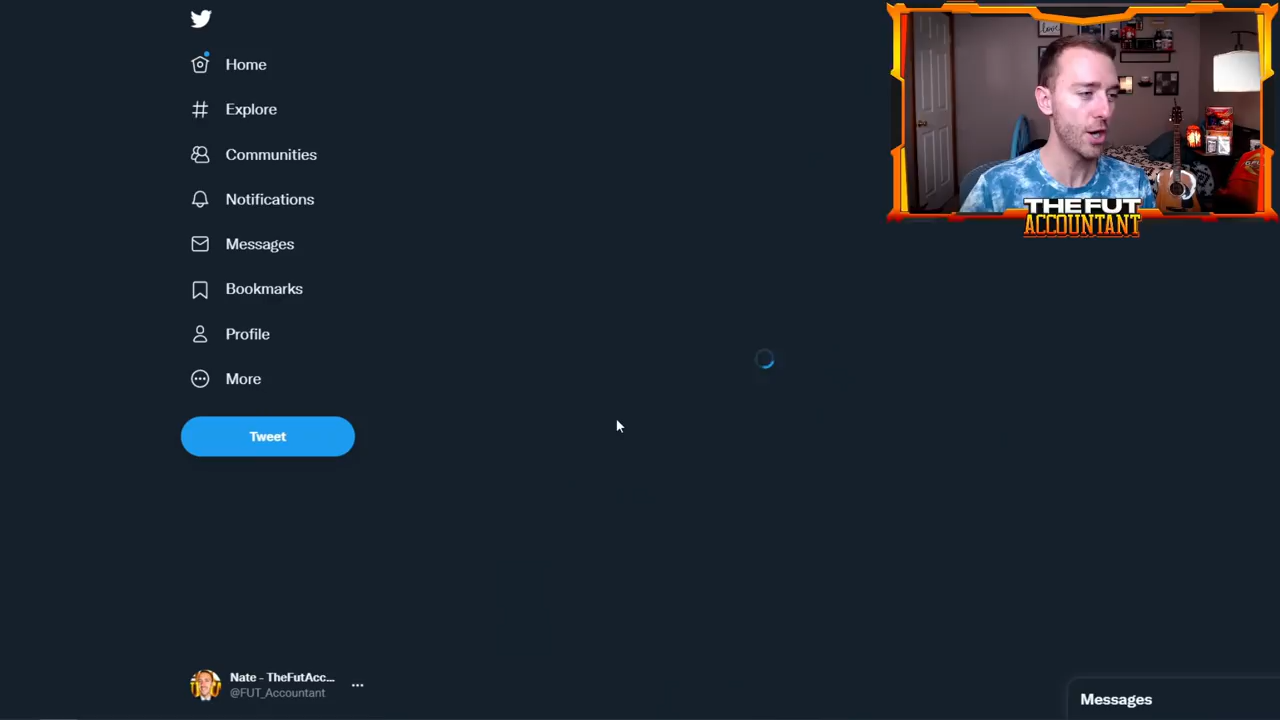 Home
Explore
Communities
Notifications
Messages
Bookmarks
Profile
More
Tweet
THE FUT
ACCOUNTANT
Nate - TheFutAcc...
@FUT_Accountant
Messages